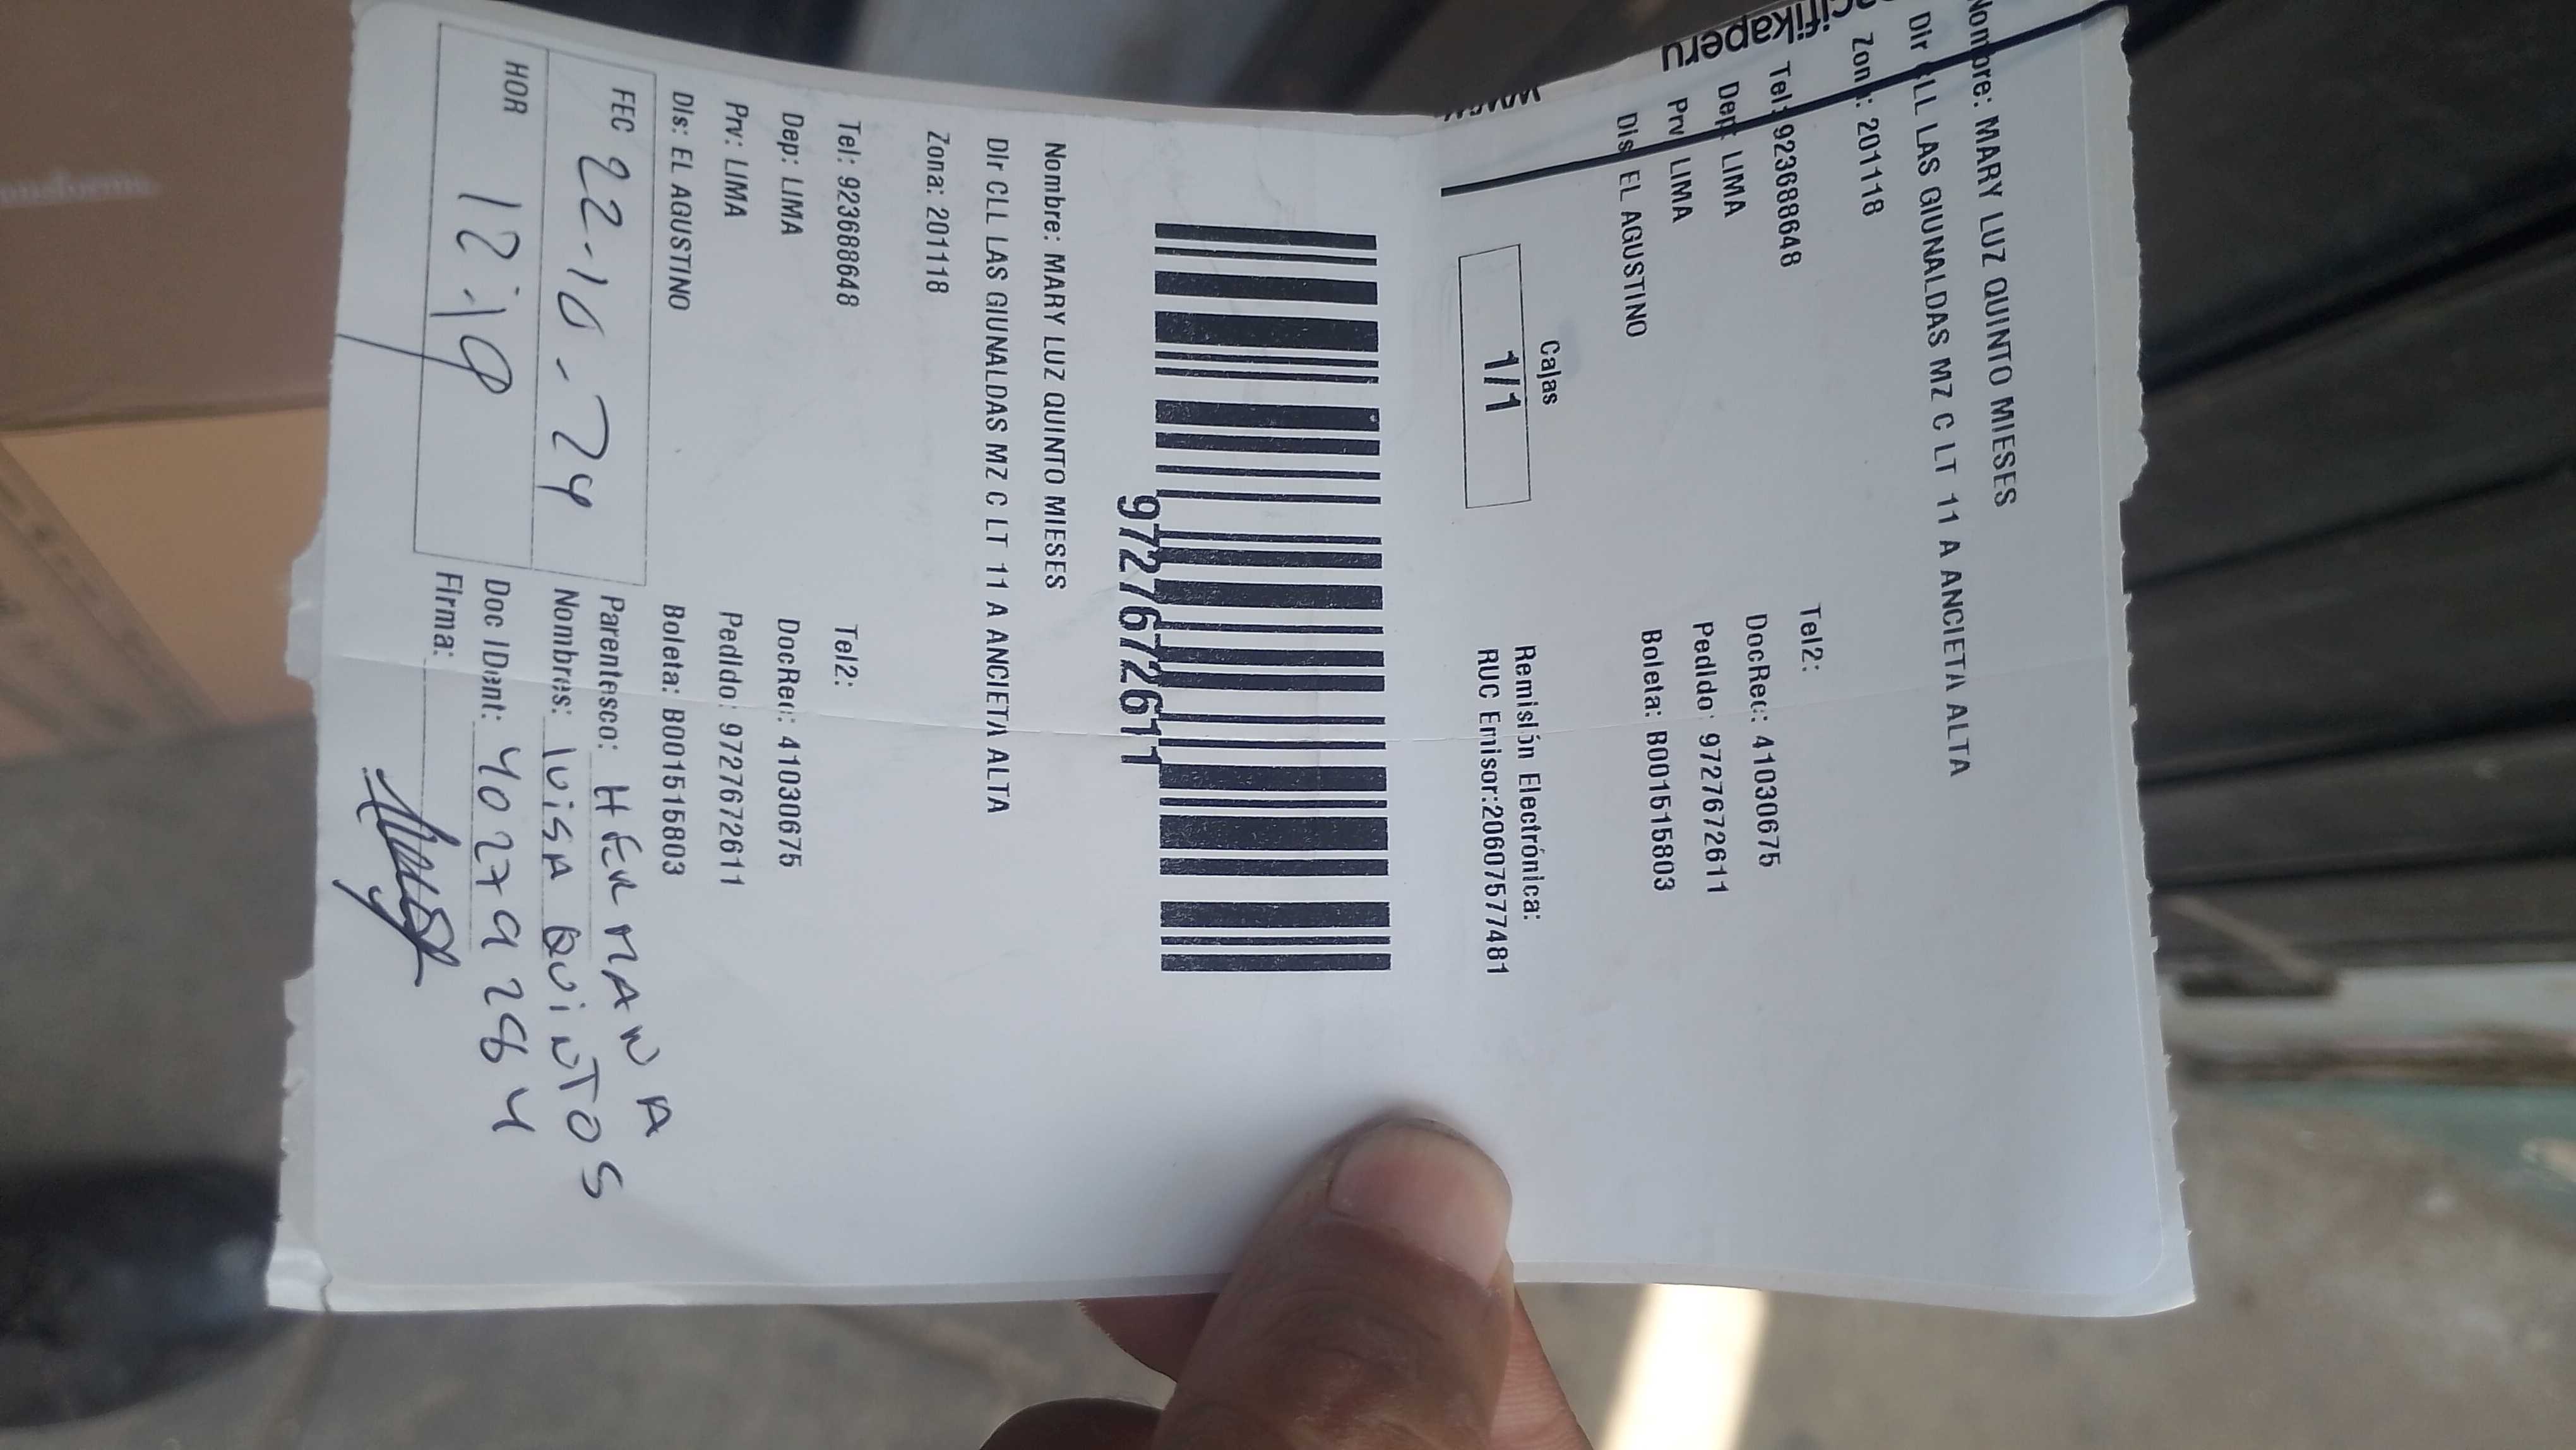 Nombre: MARY LUZ QUINTO MIESES
Dir CLL LAS GIUNALDAS MZ C LT 11 A ANCIETA ALTA
Zona: 201118
Tel: 923688648 Tel2:
Dep: LIMA DocRec: 41030675
Prv: LIMA Pedido: 9727672611
Dis: EL AGUSTINO Boleta: B001515803
cifikaperu
Cajas
1/1
Remisión Electrónica:
RUC Emisor:20607577481
9727672611
Nombre: MARY LUZ QUINTO MIESES
Dir CLL LAS GIUNALDAS MZ C LT 11 A ANCIETA ALTA
Zona: 201118
Tel: 923688648 Tel2:
Dep: LIMA DocRec: 41030675
Prv: LIMA Pedido: 9727672611
Dis: EL AGUSTINO Boleta: B001515803
FEC 22-10-24 Parentesco: HERMANA
Nombres: LUISA QUINTOS
HOR 12:19 Doc IDent: 40279264
Firma: